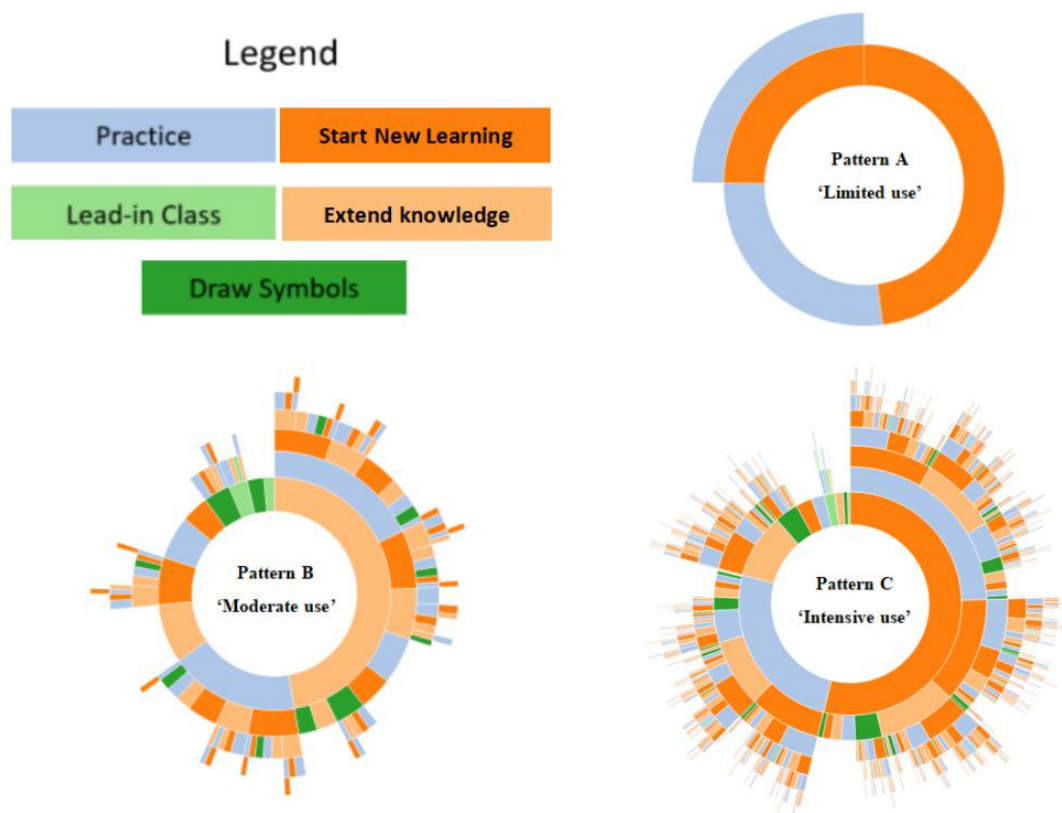 Legend
Practice
Start New Learning
Lead-in Class
Extend knowledge
Draw Symbols
Pattern A
‘Limited use’
Pattern B
‘Moderate use’
Pattern C
‘Intensive use’